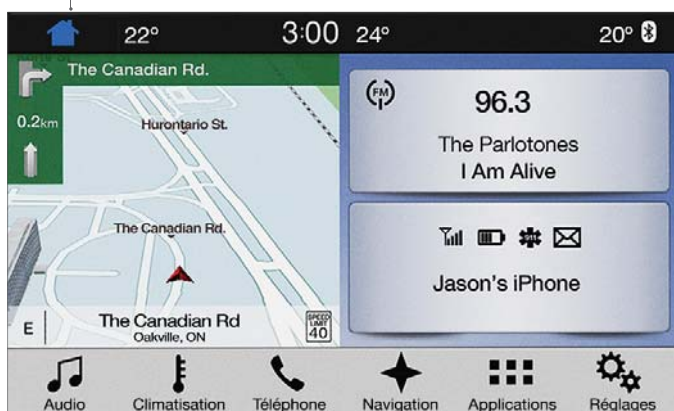 22° 3:00 24° 20°
The Canadian Rd.
0.2km
Hurontario St.
The Canadian Rd.
E
The Canadian Rd
Oakville, ON
SPEED LIMIT
40
FM
96.3
The Parlotones
I Am Alive
911
Jason's iPhone
Audio Climatisation Téléphone Navigation Applications Réglages